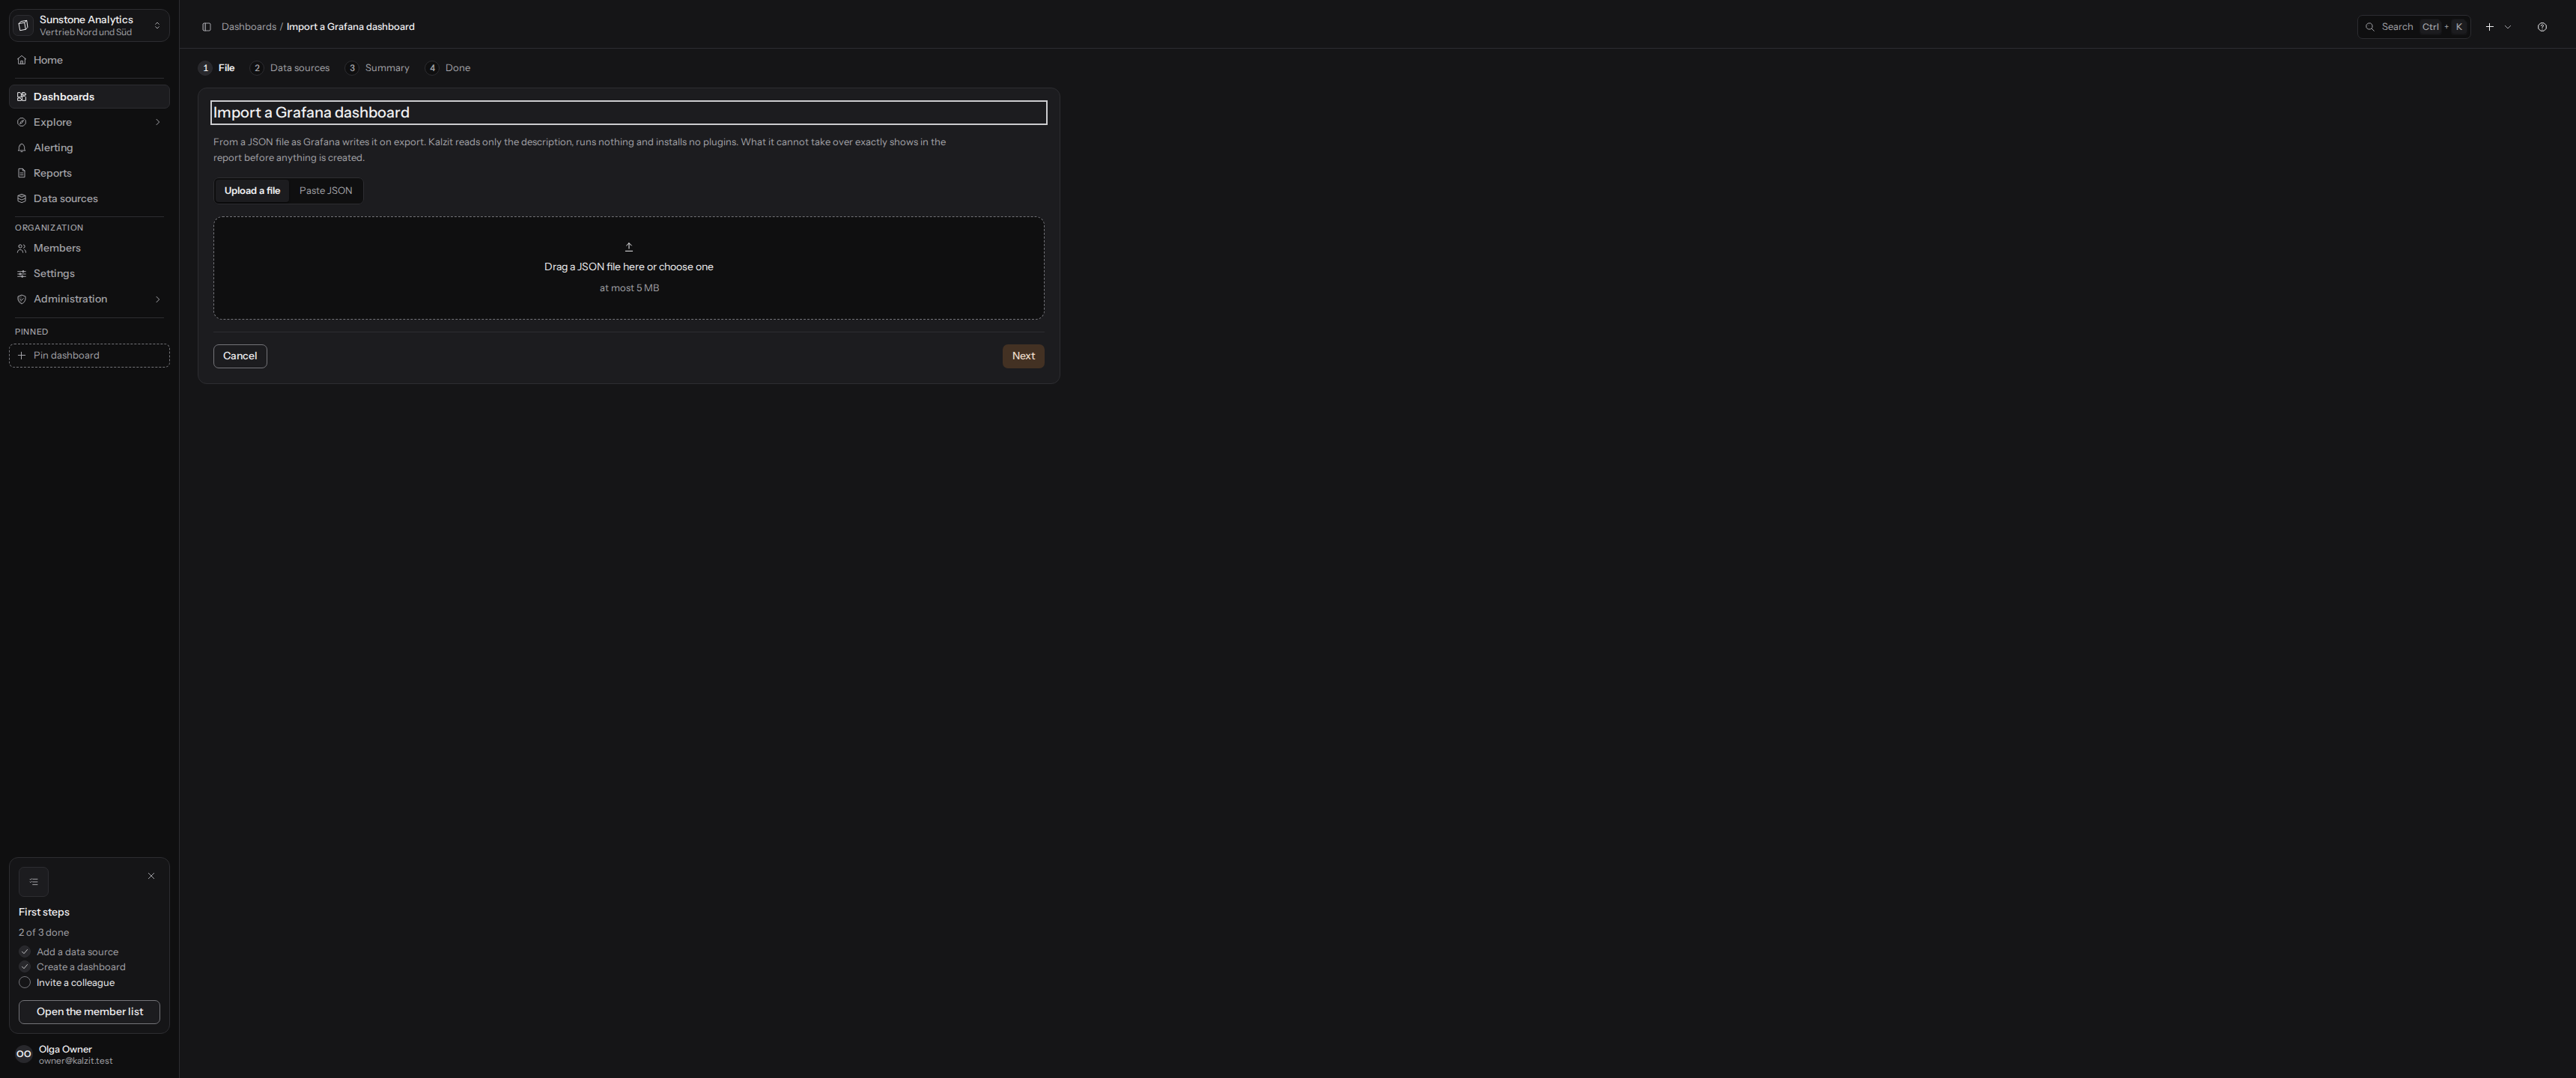 Sunstone Analytics
Vertrieb Nord und Süd
Home
Dashboards
Explore
Alerting
Reports
Data sources
ORGANIZATION
Members
Settings
Administration
PINNED
Pin dashboard
First steps
2 of 3 done
Add a data source
Create a dashboard
Invite a colleague
Open the member list
OO
Olga Owner
owner@kalzit.test
Dashboards / Import a Grafana dashboard
Search Ctrl + K
1 File 2 Data sources 3 Summary 4 Done
Import a Grafana dashboard
From a JSON file as Grafana writes it on export. Kalzit reads only the description, runs nothing and installs no plugins. What it cannot take over exactly shows in the
report before anything is created.
Upload a file Paste JSON
Drag a JSON file here or choose one
at most 5 MB
Cancel Next